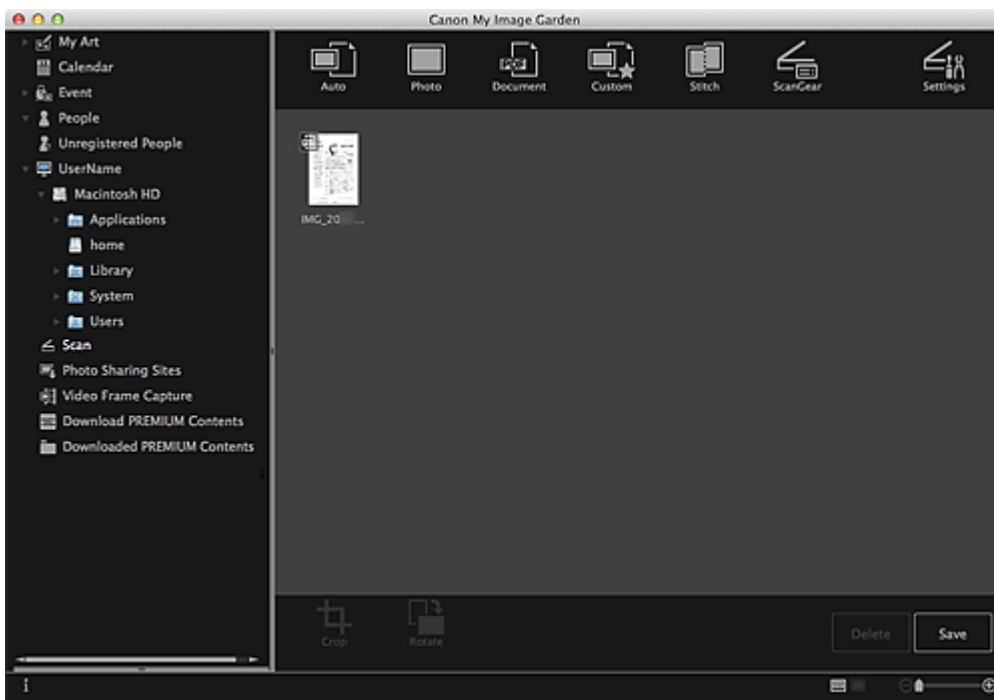 Canon My Image Garden
My Art
Calendar
Event
People
Unregistered People
UserName
Macintosh HD
Applications
home
Library
System
Users
Scan
Photo Sharing Sites
Video Frame Capture
Download PREMIUM Contents
Downloaded PREMIUM Contents
Auto
Photo
PDF
Document
Custom
Stitch
ScanGear
Settings
IMG_20 ...
Crop
Rotate
Delete
Save